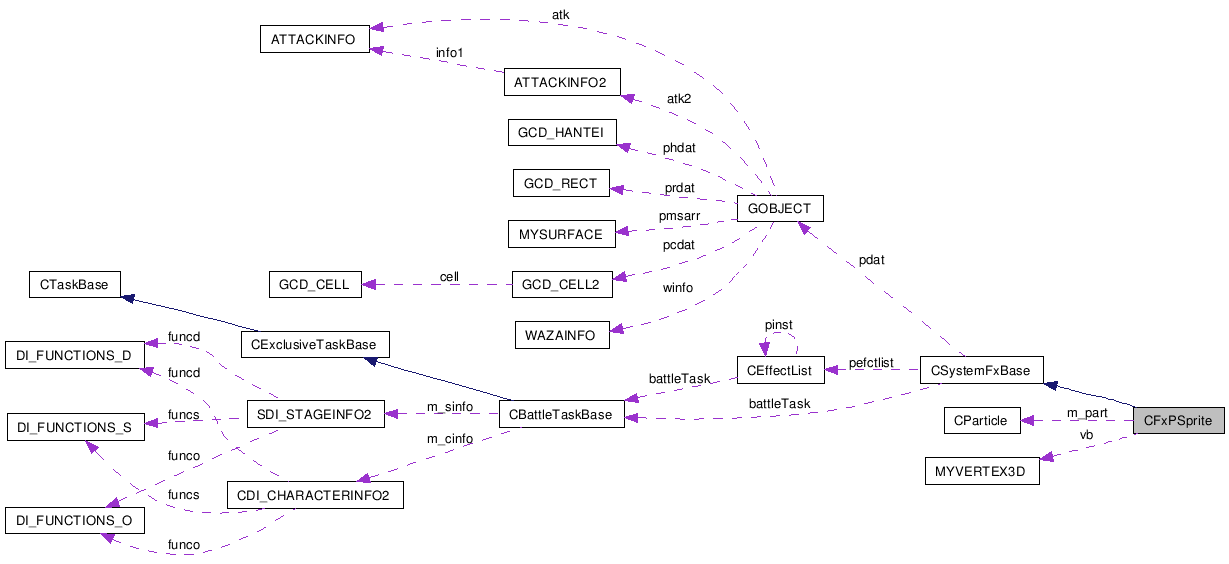 atk
ATTACKINFO
info1
ATTACKINFO2
atk2
GCD_HANTEI
phdat
GCD_RECT
prdat
GOBJECT
pmsarr
MYSURFACE
pcdat
pdat
CTaskBase
GCD_CELL
cell
GCD_CELL2
winfo
WAZAINFO
pinst
funcd
CExclusiveTaskBase
DI_FUNCTIONS_D
CEffectList
pefctlist
CSystemFxBase
funcd
battleTask
battleTask
SDI_STAGEINFO2
m_sinfo
CBattleTaskBase
funcs
DI_FUNCTIONS_S
m_cinfo
CParticle
m_part
CFxPSprite
vb
funco
MYVERTEX3D
funcs
CDI_CHARACTERINFO2
DI_FUNCTIONS_O
funco